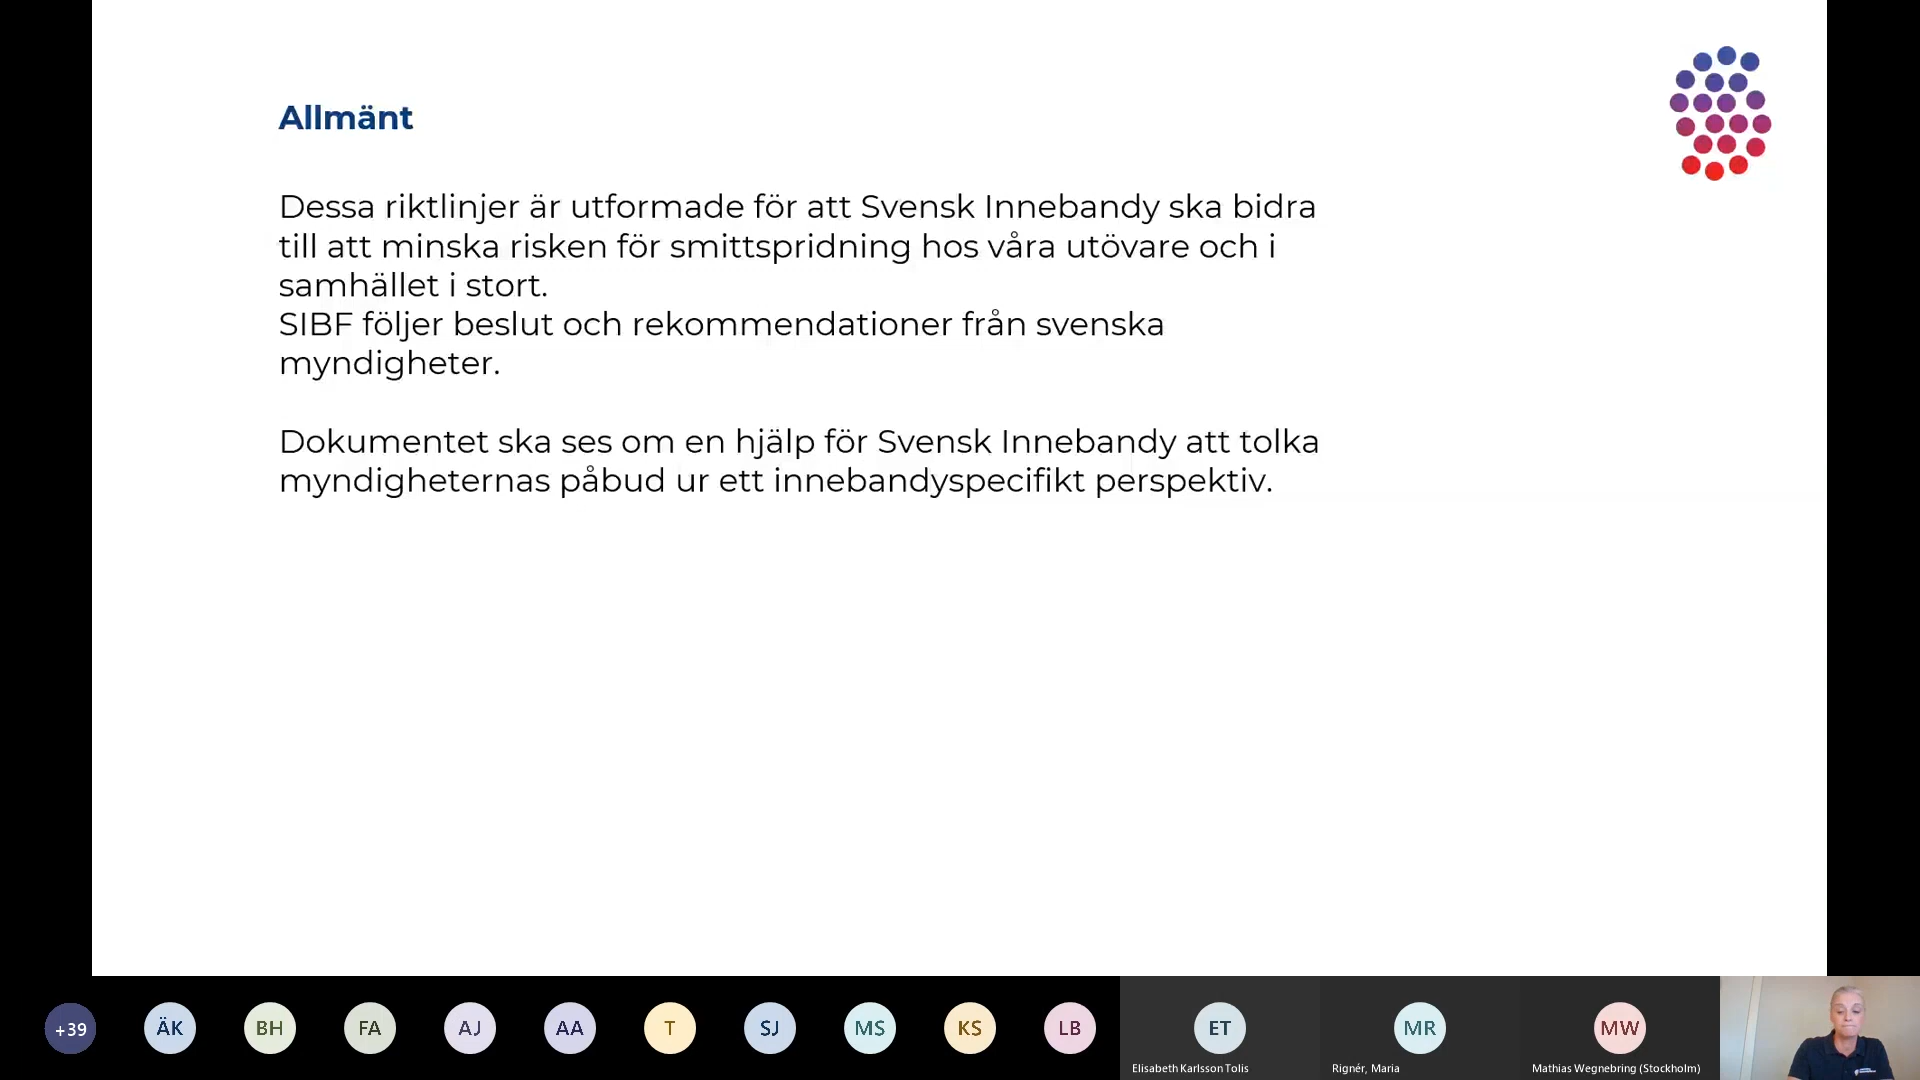 Allmänt
Dessa riktlinjer är utformade för att Svensk Innebandy ska bidra
till att minska risken för smittspridning hos våra utövare och i
samhället i stort.
SIBF följer beslut och rekommendationer från svenska
myndigheter.
Dokumentet ska ses om en hjälp för Svensk Innebandy att tolka
myndigheternas påbud ur ett innebandyspecifikt perspektiv.
+39
ÄK
BH
FA
AJ
AA
T
SJ
MS
KS
LB
ET
Elisabeth Karlsson Tolis
MR
Rignér, Maria
MW
Mathias Wegnebring (Stockholm)